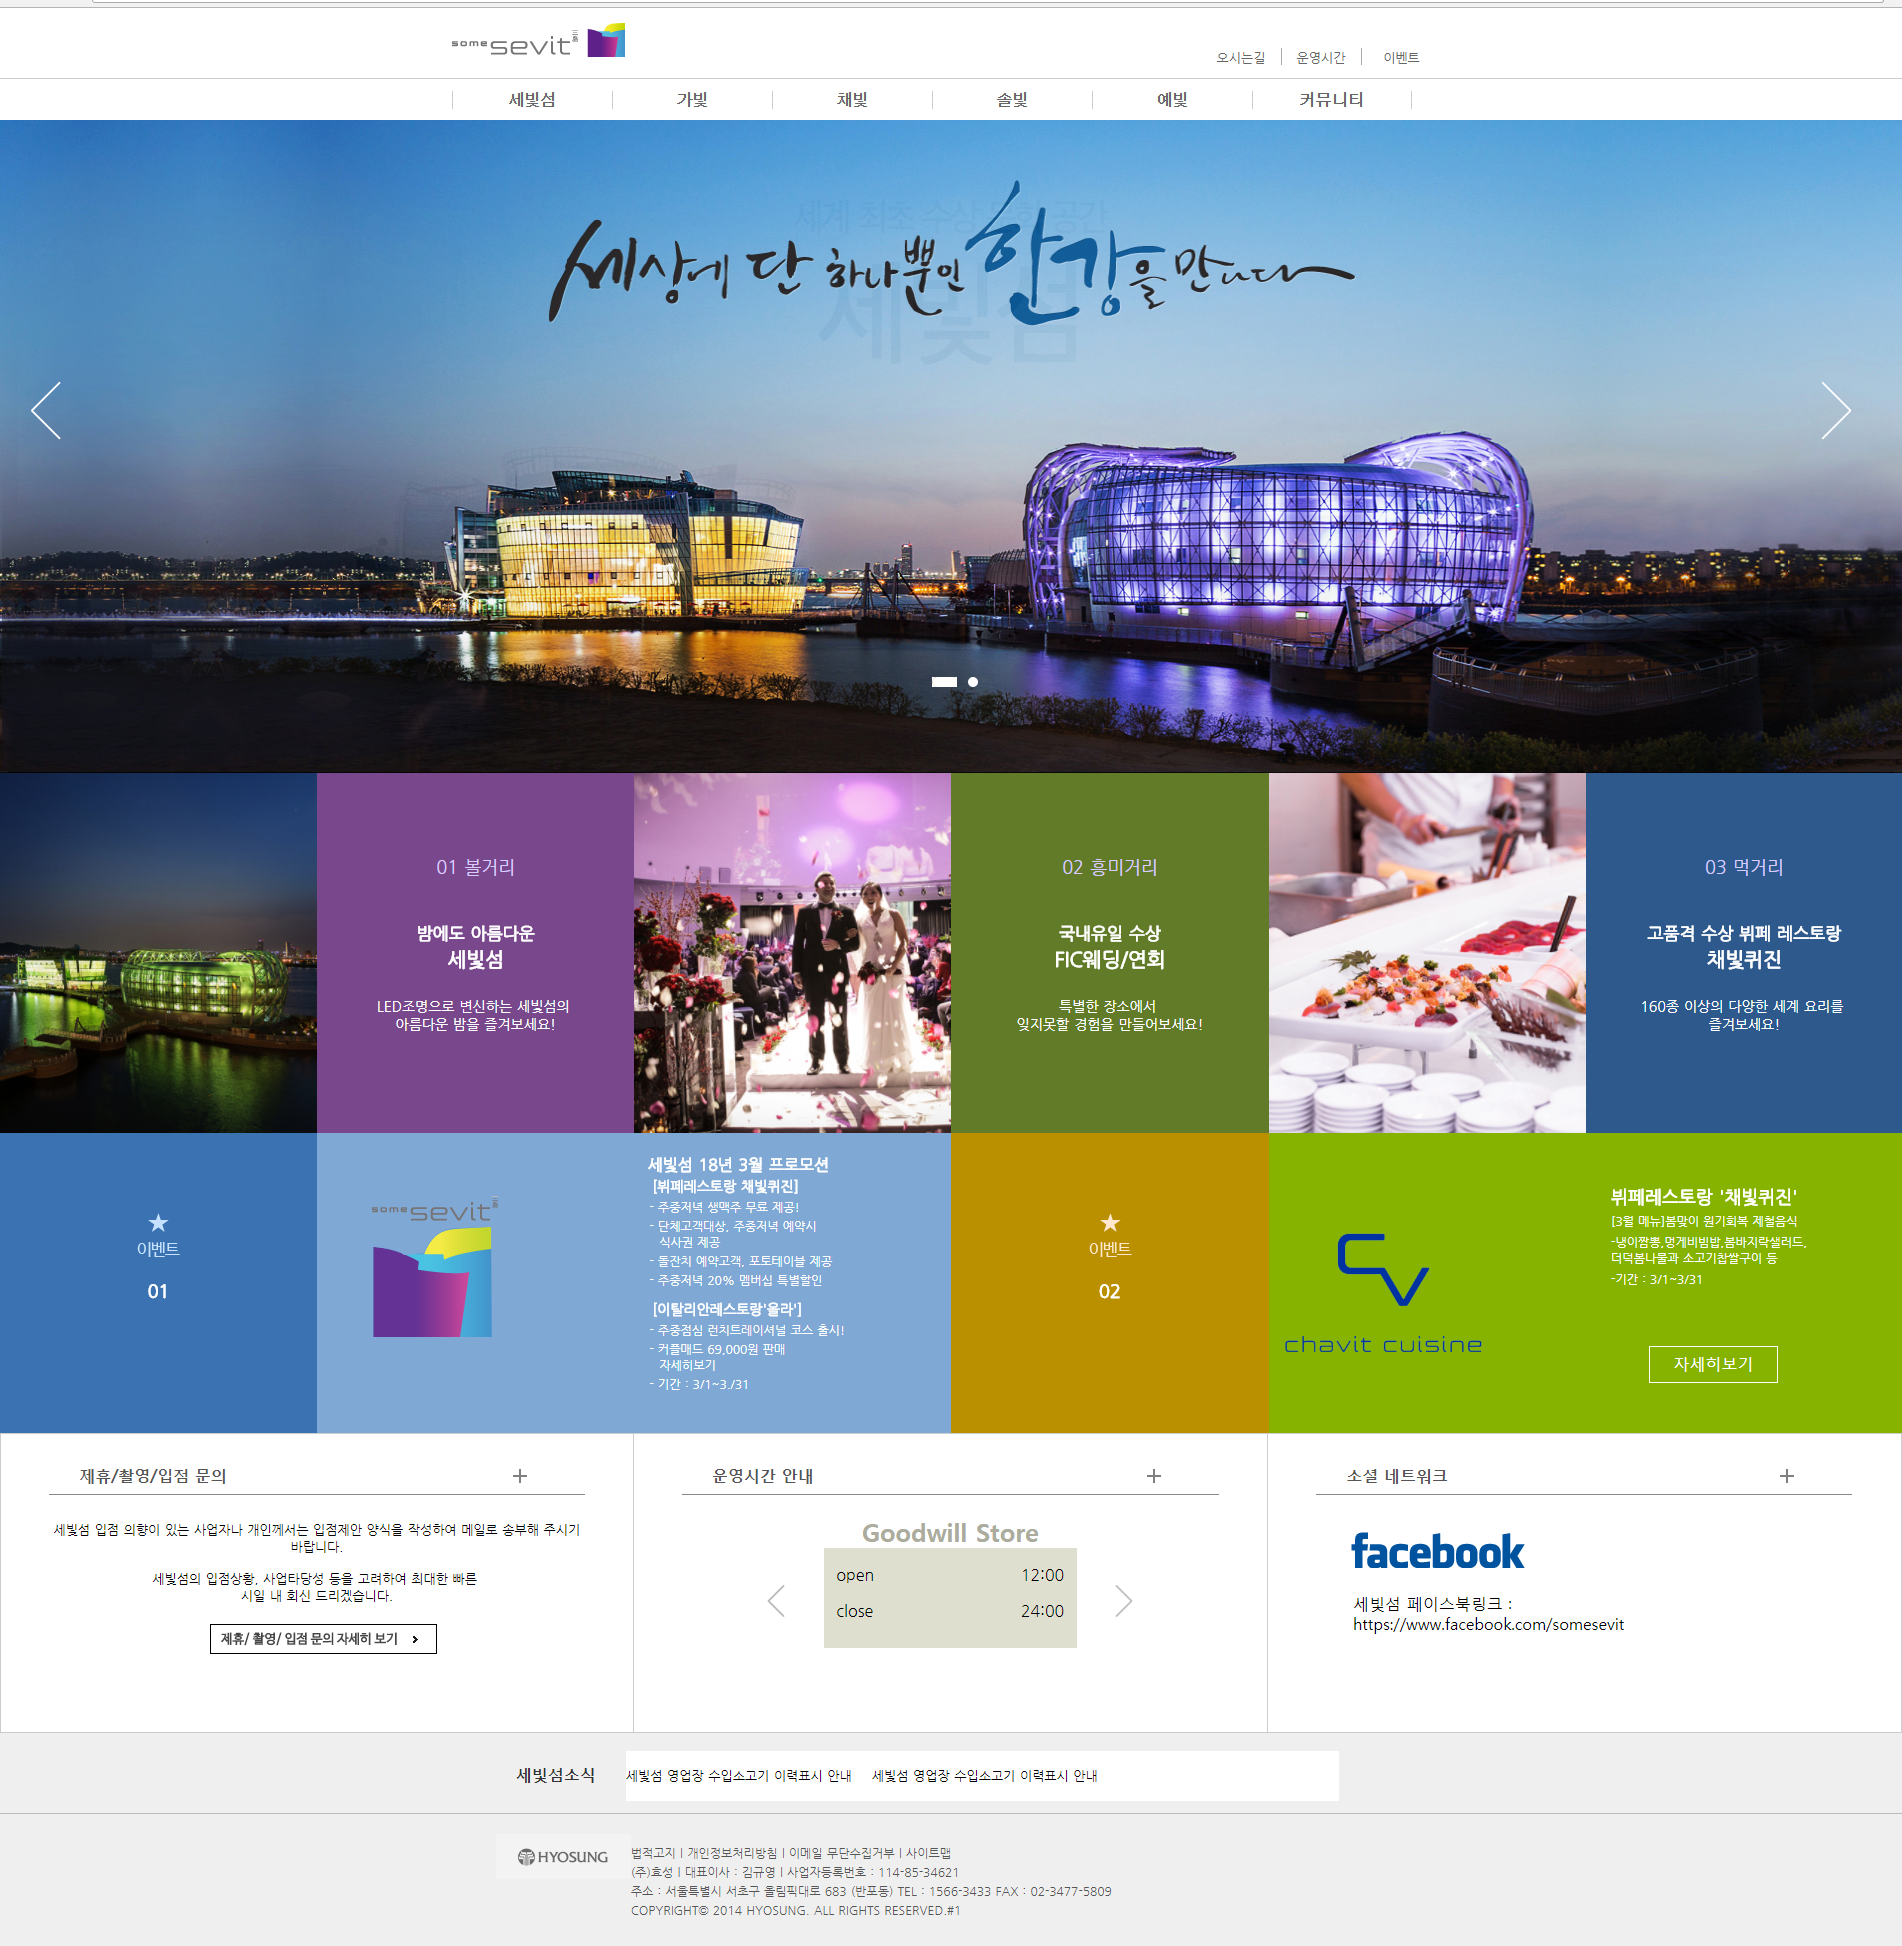 some sevit 三島
오시는길
운영시간
이벤트
세빛섬
가빛
채빛
솔빛
예빛
커뮤니티
세계 최초 수상 문화 공간
세빛섬
세상에 단 하나뿐인 한강을 만나다
01 볼거리
밤에도 아름다운
세빛섬
LED조명으로 변신하는 세빛섬의
아름다운 밤을 즐겨보세요!
02 흥미거리
국내유일 수상
FIC웨딩/연회
특별한 장소에서
잊지못할 경험을 만들어보세요!
03 먹거리
고품격 수상 뷔페 레스토랑
채빛퀴진
160종 이상의 다양한 세계 요리를
즐겨보세요!
★
이벤트
01
some sevit
세빛섬 18년 3월 프로모션
[뷔페레스토랑 채빛퀴진]
- 주중저녁 생맥주 무료 제공!
- 단체고객대상, 주중저녁 예약시
식사권 제공
- 돌잔치 예약고객, 포토테이블 제공
- 주중저녁 20% 멤버십 특별할인
[이탈리안레스토랑'올라']
- 주중점심 런치트레이셔널 코스 출시!
- 커플매드 69,000원 판매
자세히보기
- 기간 : 3/1~3./31
★
이벤트
02
chavit cuisine
뷔페레스토랑 '채빛퀴진'
[3월 메뉴]봄맞이 원기회복 제철음식
-냉이짬뽕,멍게비빔밥,봄바지락샐러드,
더덕봄나물과 소고기찹쌀구이 등
-기간 : 3/1~3/31
자세히보기
제휴/촬영/입점 문의 +
세빛섬 입점 의향이 있는 사업자나 개인께서는 입점제안 양식을 작성하여 메일로 송부해 주시기
바랍니다.
세빛섬의 입점상황, 사업타당성 등을 고려하여 최대한 빠른
시일 내 회신 드리겠습니다.
제휴/ 촬영/ 입점 문의 자세히 보기
운영시간 안내 +
Goodwill Store
open 12:00
close 24:00
소셜 네트워크 +
facebook
세빛섬 페이스북링크 :
https://www.facebook.com/somesevit
세빛섬소식
세빛섬 영업장 수입소고기 이력표시 안내
세빛섬 영업장 수입소고기 이력표시 안내
HYOSUNG
법적고지 | 개인정보처리방침 | 이메일 무단수집거부 | 사이트맵
(주)효성 | 대표이사 : 김규영 | 사업자등록번호 : 114-85-34621
주소 : 서울특별시 서초구 올림픽대로 683 (반포동) TEL : 1566-3433 FAX : 02-3477-5809
COPYRIGHT© 2014 HYOSUNG. ALL RIGHTS RESERVED.#1